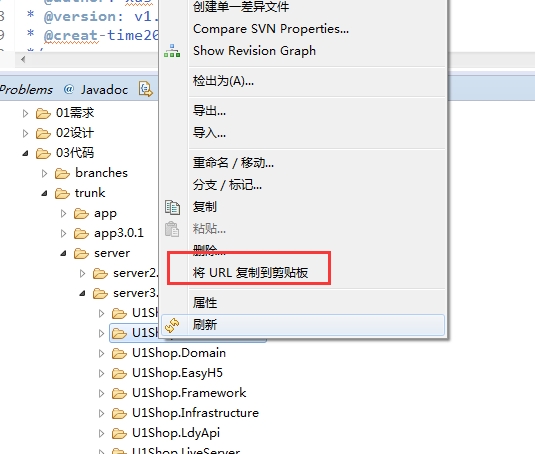 创建单一差异文件
* @version: v1.
Compare SVN Properties...
* @creat-time20
Show Revision Graph
Problems @ Javadoc
检出为(A)...
01需求
导出...
02设计
导入...
03代码
重命名 / 移动...
branches
分支 / 标记...
trunk
复制
app
粘贴...
app3.0.1
删除...
server
将 URL 复制到剪贴板
server2.
server3.
属性
U1Sh
刷新
U1Sh
U1Shop.Domain
U1Shop.EasyH5
U1Shop.Framework
U1Shop.Infrastructure
U1Shop.LdyApi
U1Shop.LiveServer